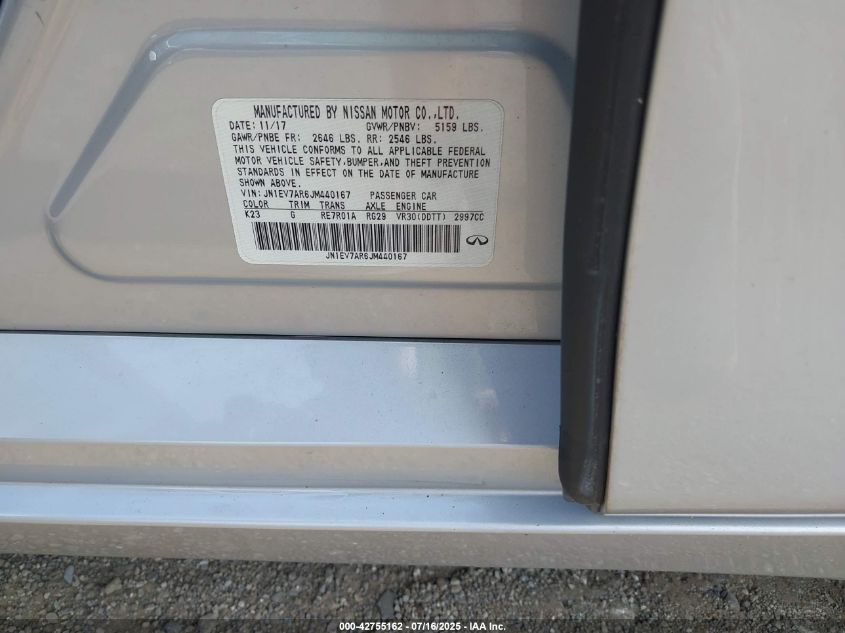 MANUFACTURED BY NISSAN MOTOR CO.,LTD.
DATE: 11/17 GVWR/PNBV: 5159 LBS.
GAWR/PNBE FR: 2646 LBS. RR: 2546 LBS.
THIS VEHICLE CONFORMS TO ALL APPLICABLE FEDERAL
MOTOR VEHICLE SAFETY,BUMPER,AND THEFT PREVENTION
STANDARDS IN EFFECT ON THE DATE OF MANUFACTURE
SHOWN ABOVE.
VIN: JN1EV7AR6JM440167 PASSENGER CAR
COLOR TRIM TRANS AXLE ENGINE
K23 G RE7R01A RG29 VR30(DDTT) 2997CC
JN1EV7AR6JM440167
000-42755162 - 07/16/2025 - IAA Inc.